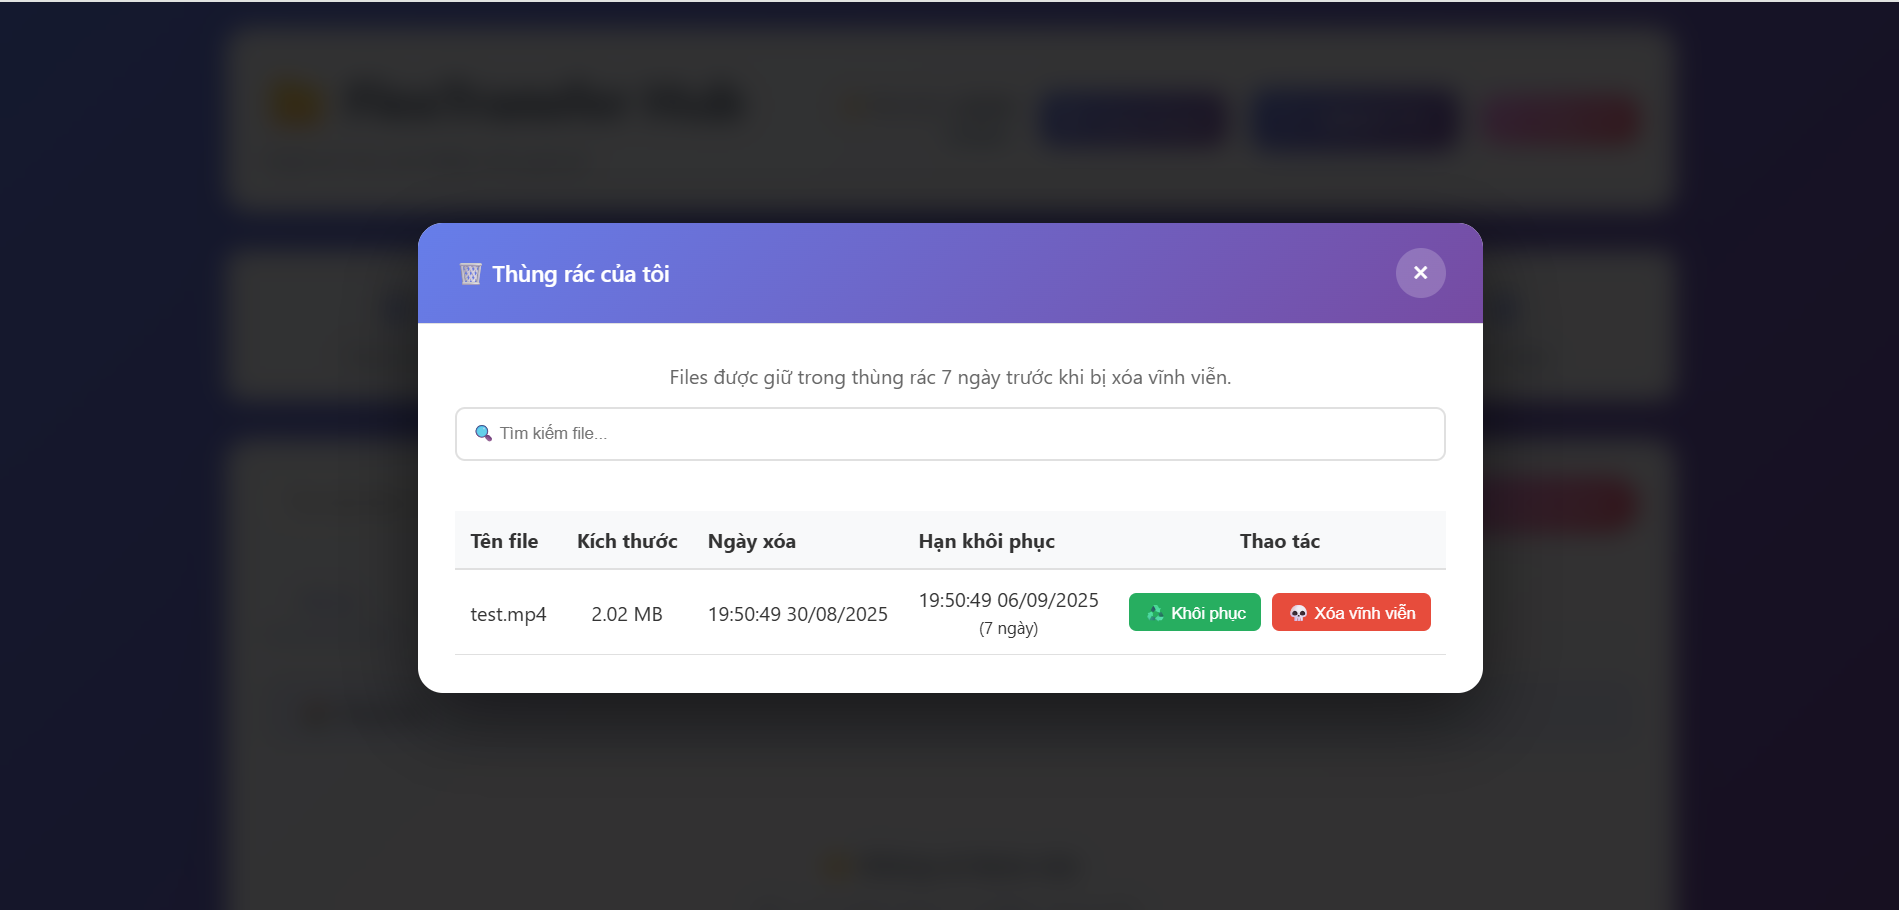 Thùng rác của tôi
Files được giữ trong thùng rác 7 ngày trước khi bị xóa vĩnh viễn.
Tìm kiếm file...
Tên file Kích thước Ngày xóa Hạn khôi phục Thao tác
test.mp4 2.02 MB 19:50:49 30/08/2025 19:50:49 06/09/2025 Khôi phục Xóa vĩnh viễn
(7 ngày)